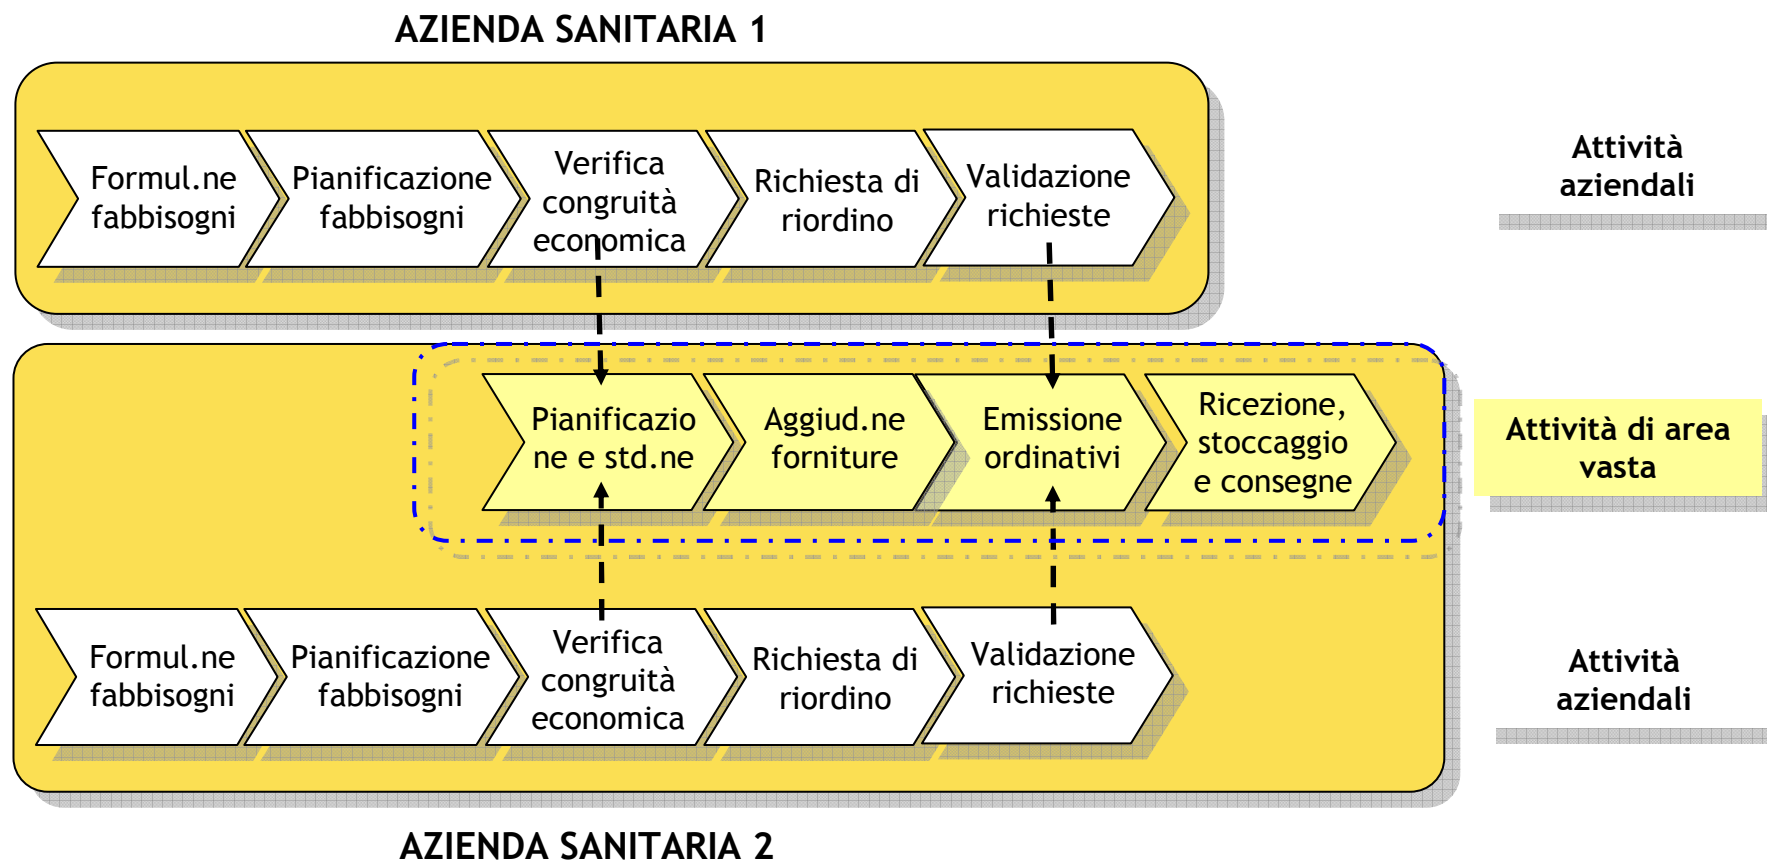 AZIENDA SANITARIA 1
Formul.ne
fabbisogni
Pianificazione
fabbisogni
Verifica
congruità
economica
Richiesta di
riordino
Validazione
richieste
Attività
aziendali
Pianificazio
ne e std.ne
Aggiud.ne
forniture
Emissione
ordinativi
Ricezione,
stoccaggio
e consegne
Attività di area
vasta
Formul.ne
fabbisogni
Pianificazione
fabbisogni
Verifica
congruità
economica
Richiesta di
riordino
Validazione
richieste
Attività
aziendali
AZIENDA SANITARIA 2